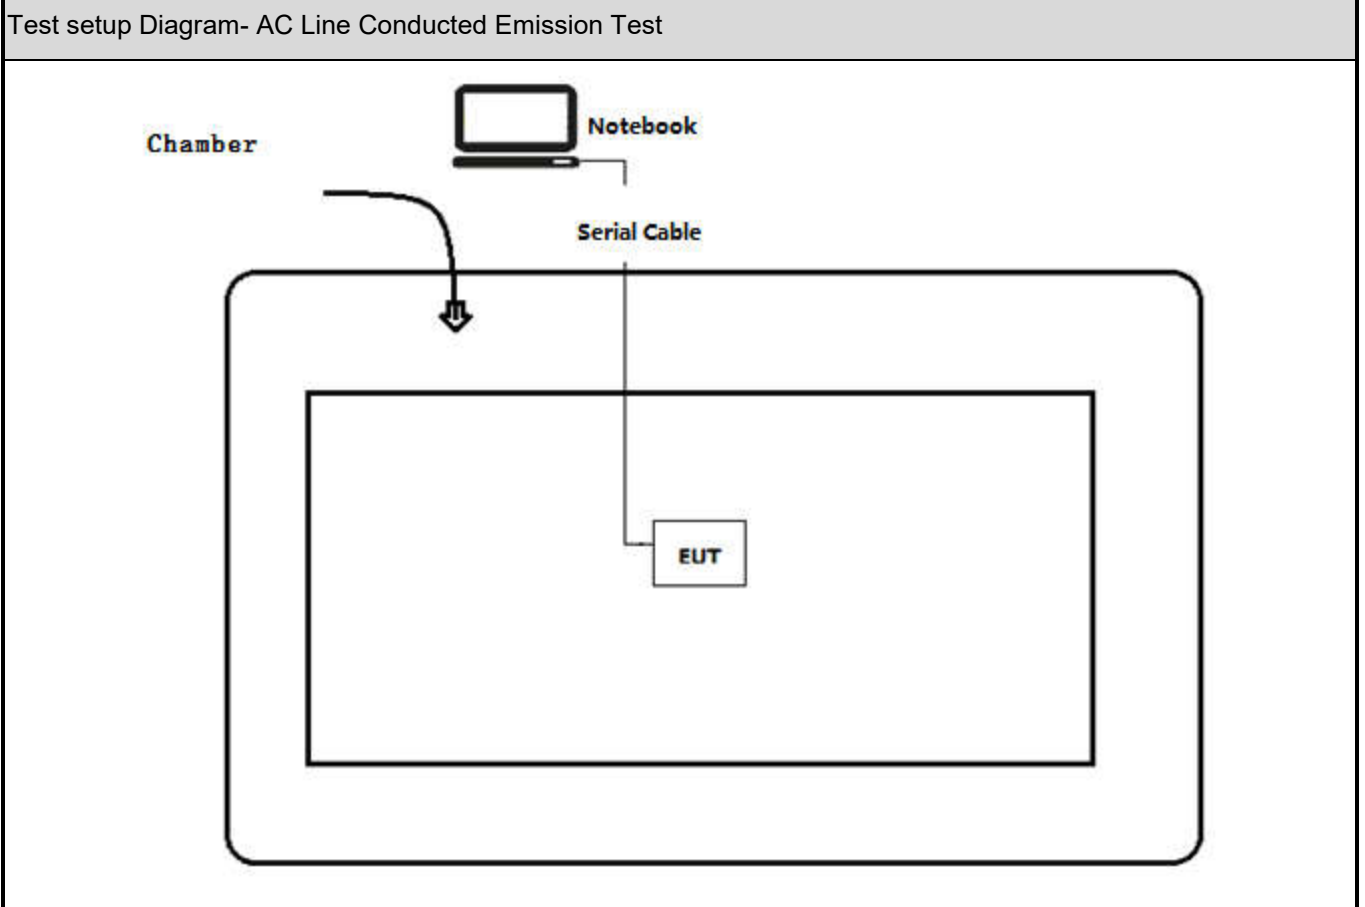 Test setup Diagram- AC Line Conducted Emission Test
Notebook
Chamber
Serial Cable
EUT